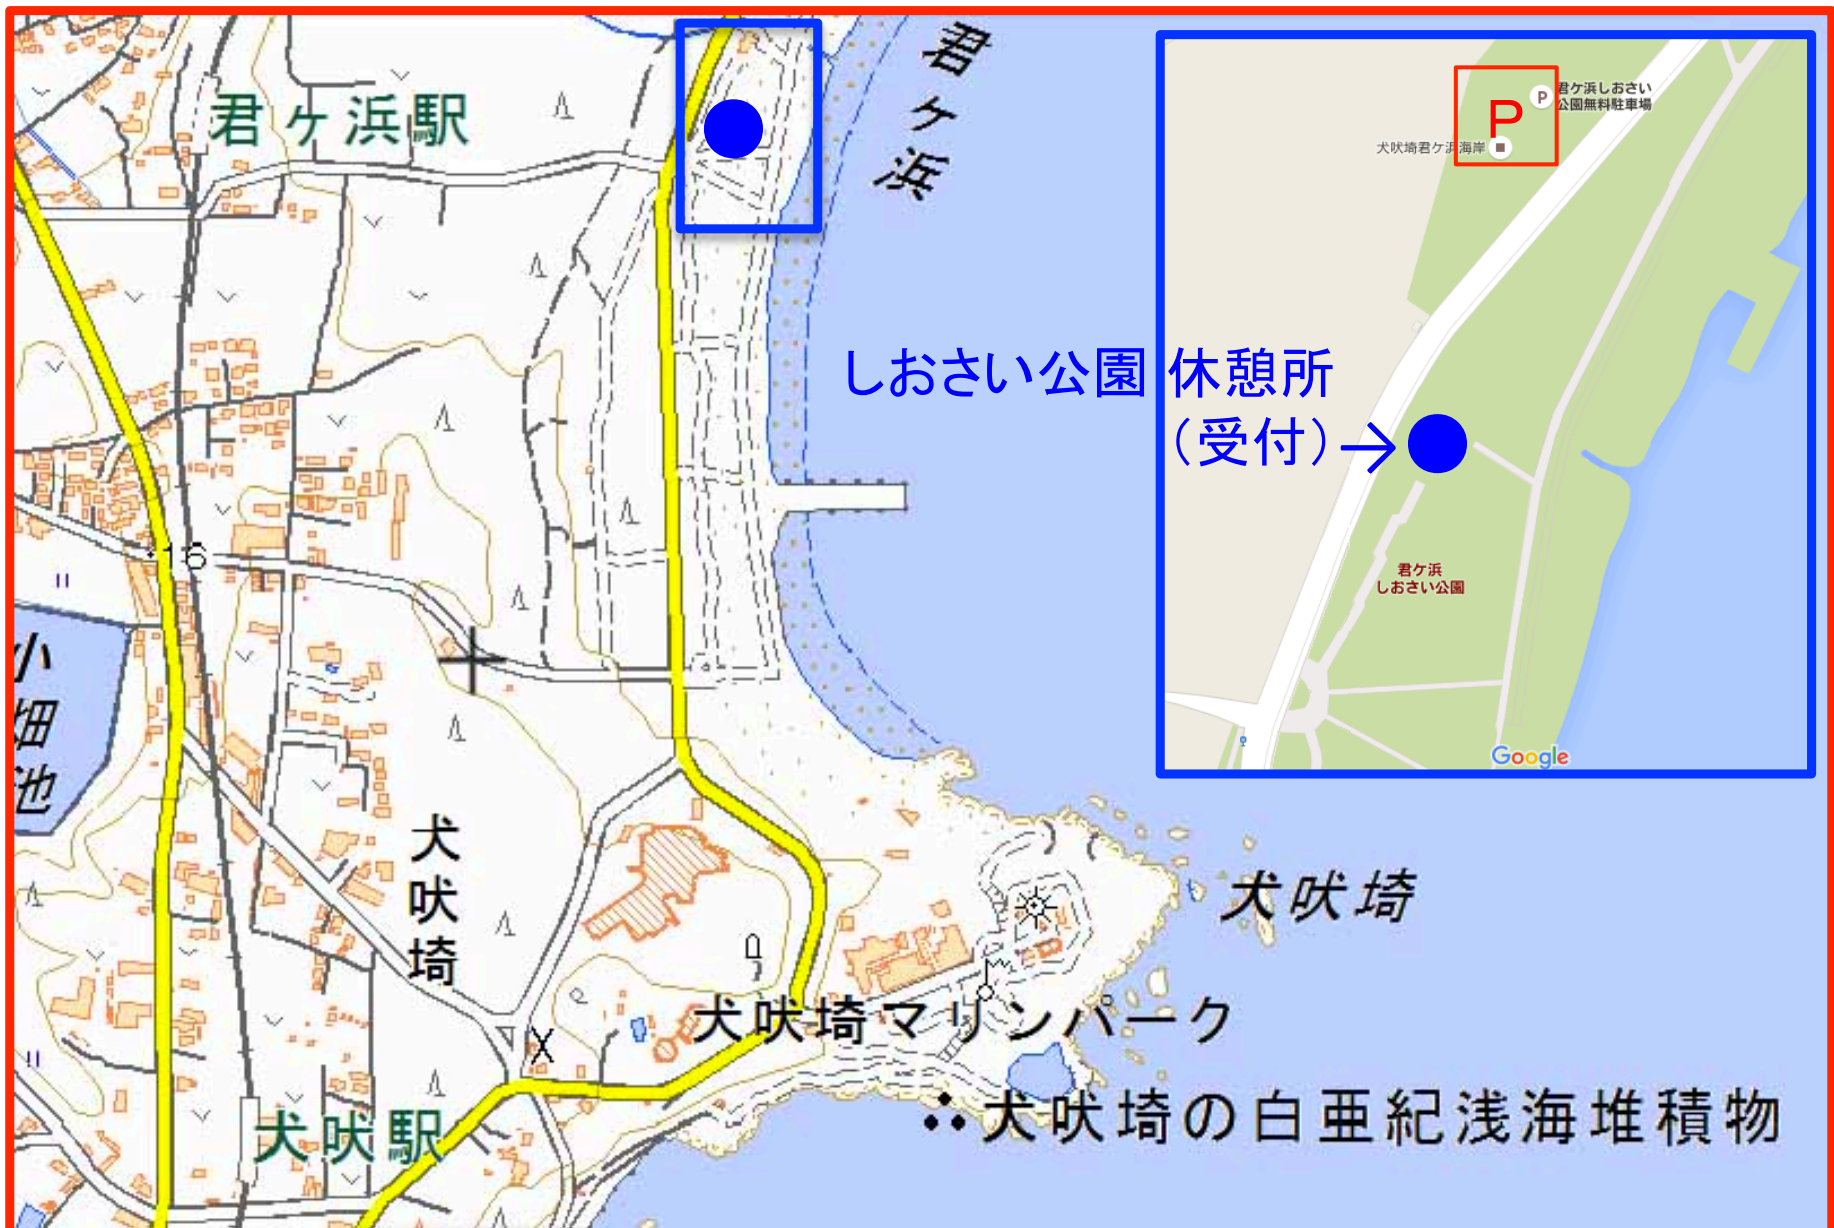 君ヶ浜駅
君ヶ浜
P
P
君ケ浜しおさい
公園無料駐車場
犬吠埼君ケ浜海岸
しおさい公園 休憩所
（受付）→
君ケ浜
しおさい公園
Google
16
小畑池
犬吠埼
犬吠埼
犬吠埼マリンパーク
犬吠駅
犬吠埼の白亜紀浅海堆積物